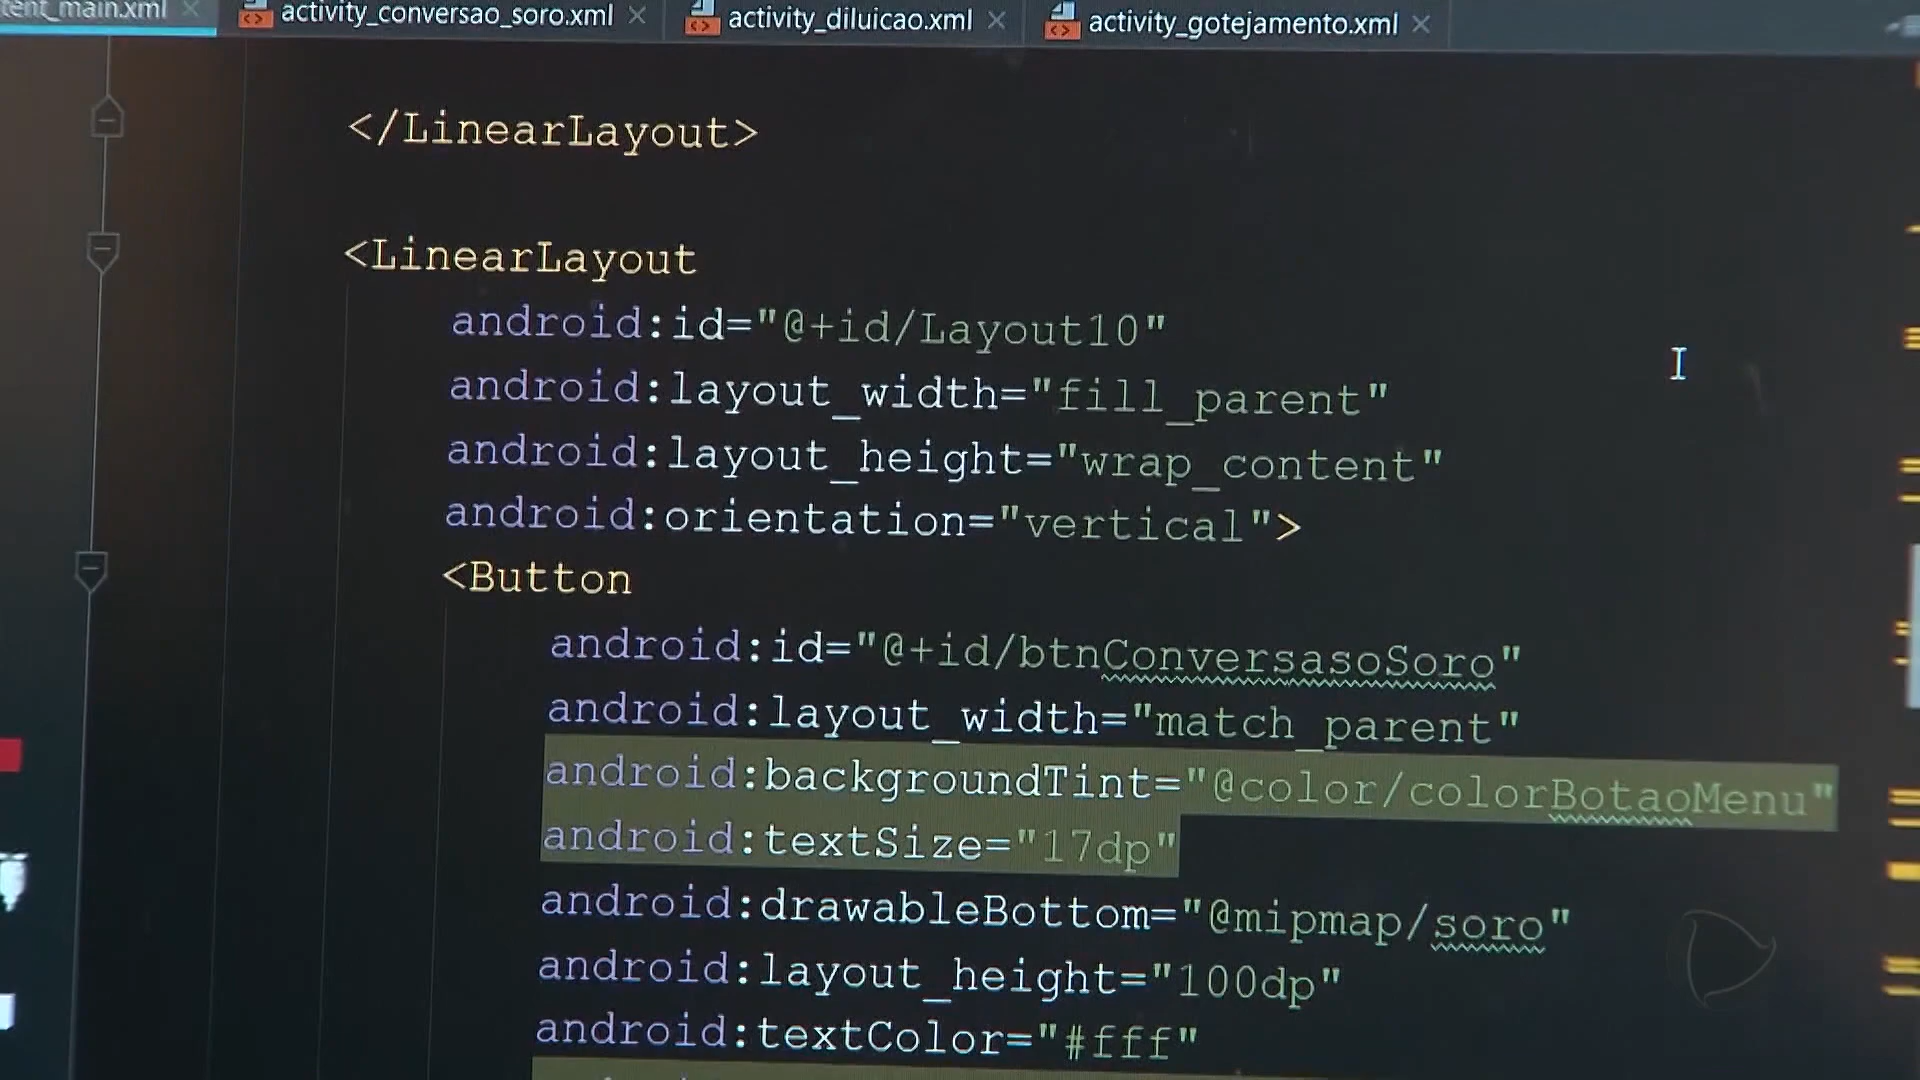 tent_main.xml
activity_conversao_soro.xml
activity_diluicao.xml
activity_gotejamento.xml
</LinearLayout>
<LinearLayout
android:id="@+id/Layout10"
android:layout_width="fill_parent"
android:layout_height="wrap_content"
android:orientation="vertical">
<Button
android:id="@+id/btnConversasoSoro"
android:layout_width="match_parent"
android:backgroundTint="@color/colorBotaoMenu"
android:textSize="17dp"
android:drawableBottom="@mipmap/soro"
android:layout_height="100dp"
android:textColor="#fff"